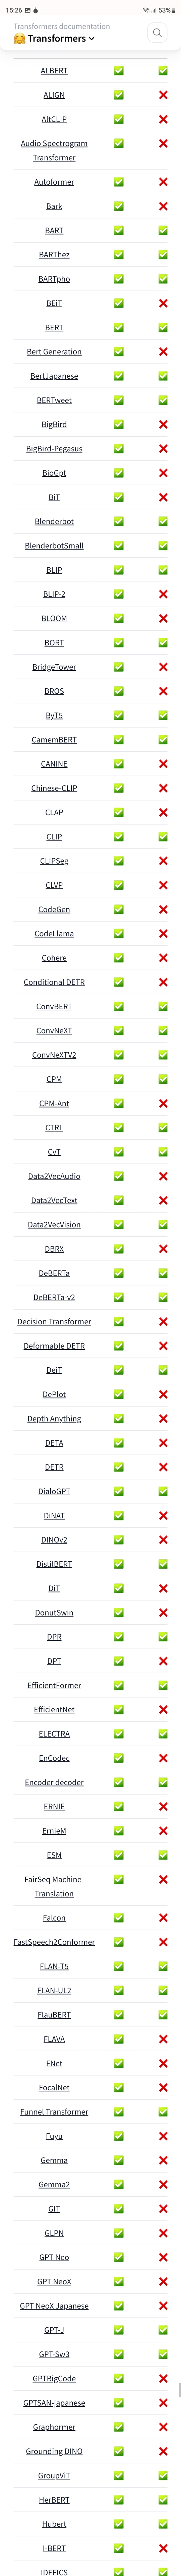 15:26 53%
Transformers documentation
🤗 Transformers
ALBERT ✅ ✅
ALIGN ✅ ❌
AltCLIP ✅ ❌
Audio Spectrogram ✅ ❌
Transformer
Autoformer ✅ ❌
Bark ✅ ❌
BART ✅ ✅
BARThez ✅ ✅
BARTpho ✅ ✅
BEiT ✅ ❌
BERT ✅ ✅
Bert Generation ✅ ❌
BertJapanese ✅ ✅
BERTweet ✅ ✅
BigBird ✅ ❌
BigBird-Pegasus ✅ ❌
BioGpt ✅ ❌
BiT ✅ ❌
Blenderbot ✅ ✅
BlenderbotSmall ✅ ✅
BLIP ✅ ✅
BLIP-2 ✅ ❌
BLOOM ✅ ❌
BORT ✅ ✅
BridgeTower ✅ ❌
BROS ✅ ❌
ByT5 ✅ ✅
CamemBERT ✅ ✅
CANINE ✅ ❌
Chinese-CLIP ✅ ❌
CLAP ✅ ❌
CLIP ✅ ✅
CLIPSeg ✅ ❌
CLVP ✅ ❌
CodeGen ✅ ❌
CodeLlama ✅ ❌
Cohere ✅ ❌
Conditional DETR ✅ ❌
ConvBERT ✅ ✅
ConvNeXT ✅ ✅
ConvNeXTV2 ✅ ✅
CPM ✅ ✅
CPM-Ant ✅ ❌
CTRL ✅ ✅
CvT ✅ ✅
Data2VecAudio ✅ ❌
Data2VecText ✅ ❌
Data2VecVision ✅ ✅
DBRX ✅ ❌
DeBERTa ✅ ✅
DeBERTa-v2 ✅ ✅
Decision Transformer ✅ ❌
Deformable DETR ✅ ❌
DeiT ✅ ✅
DePlot ✅ ❌
Depth Anything ✅ ❌
DETA ✅ ❌
DETR ✅ ❌
DialoGPT ✅ ✅
DiNAT ✅ ❌
DINOv2 ✅ ❌
DistilBERT ✅ ✅
DiT ✅ ❌
DonutSwin ✅ ❌
DPR ✅ ✅
DPT ✅ ❌
EfficientFormer ✅ ✅
EfficientNet ✅ ❌
ELECTRA ✅ ✅
EnCodec ✅ ❌
Encoder decoder ✅ ✅
ERNIE ✅ ❌
ErnieM ✅ ❌
ESM ✅ ✅
FairSeq Machine- ✅ ❌
Translation
Falcon ✅ ❌
FastSpeech2Conformer ✅ ❌
FLAN-T5 ✅ ✅
FLAN-UL2 ✅ ✅
FlauBERT ✅ ✅
FLAVA ✅ ❌
FNet ✅ ❌
FocalNet ✅ ❌
Funnel Transformer ✅ ✅
Fuyu ✅ ❌
Gemma ✅ ❌
Gemma2 ✅ ❌
GIT ✅ ❌
GLPN ✅ ❌
GPT Neo ✅ ❌
GPT NeoX ✅ ❌
GPT NeoX Japanese ✅ ❌
GPT-J ✅ ✅
GPT-Sw3 ✅ ✅
GPTBigCode ✅ ❌
GPTSAN-japanese ✅ ❌
Graphormer ✅ ❌
Grounding DINO ✅ ❌
GroupViT ✅ ✅
HerBERT ✅ ✅
Hubert ✅ ✅
I-BERT ✅ ❌
IDEFICS ✅ ✅